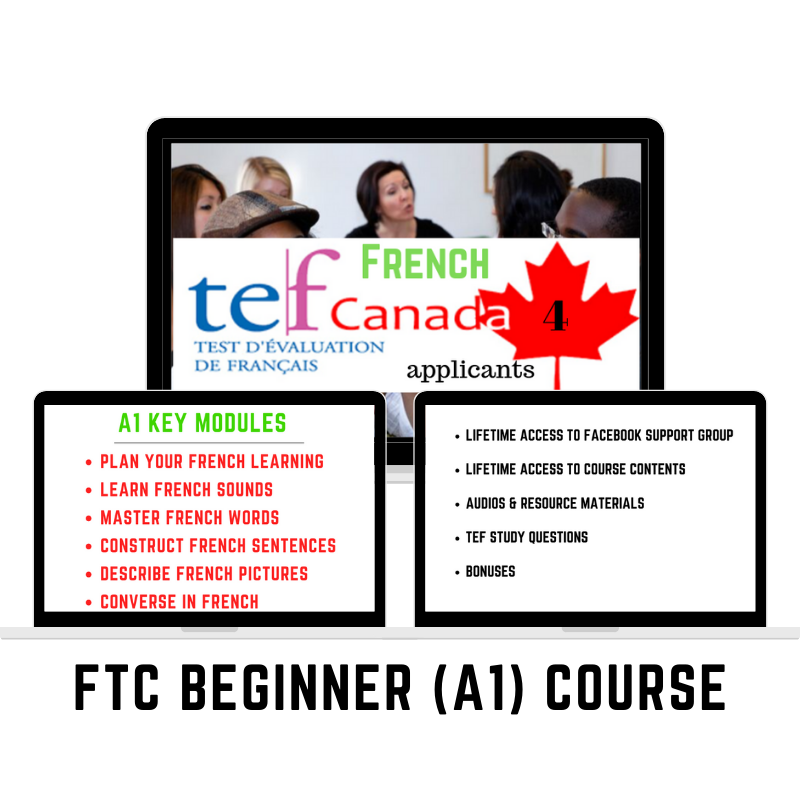 French
tef Canada
4
TEST D'ÉVALUATION
DE FRANÇAIS
applicants
A1 KEY MODULES
• PLAN YOUR FRENCH LEARNING
• LEARN FRENCH SOUNDS
• MASTER FRENCH WORDS
• CONSTRUCT FRENCH SENTENCES
• DESCRIBE FRENCH PICTURES
• CONVERSE IN FRENCH
• LIFETIME ACCESS TO FACEBOOK SUPPORT GROUP
• LIFETIME ACCESS TO COURSE CONTENTS
• AUDIOS & RESOURCE MATERIALS
• TEF STUDY QUESTIONS
• BONUSES
FTC BEGINNER (A1) COURSE